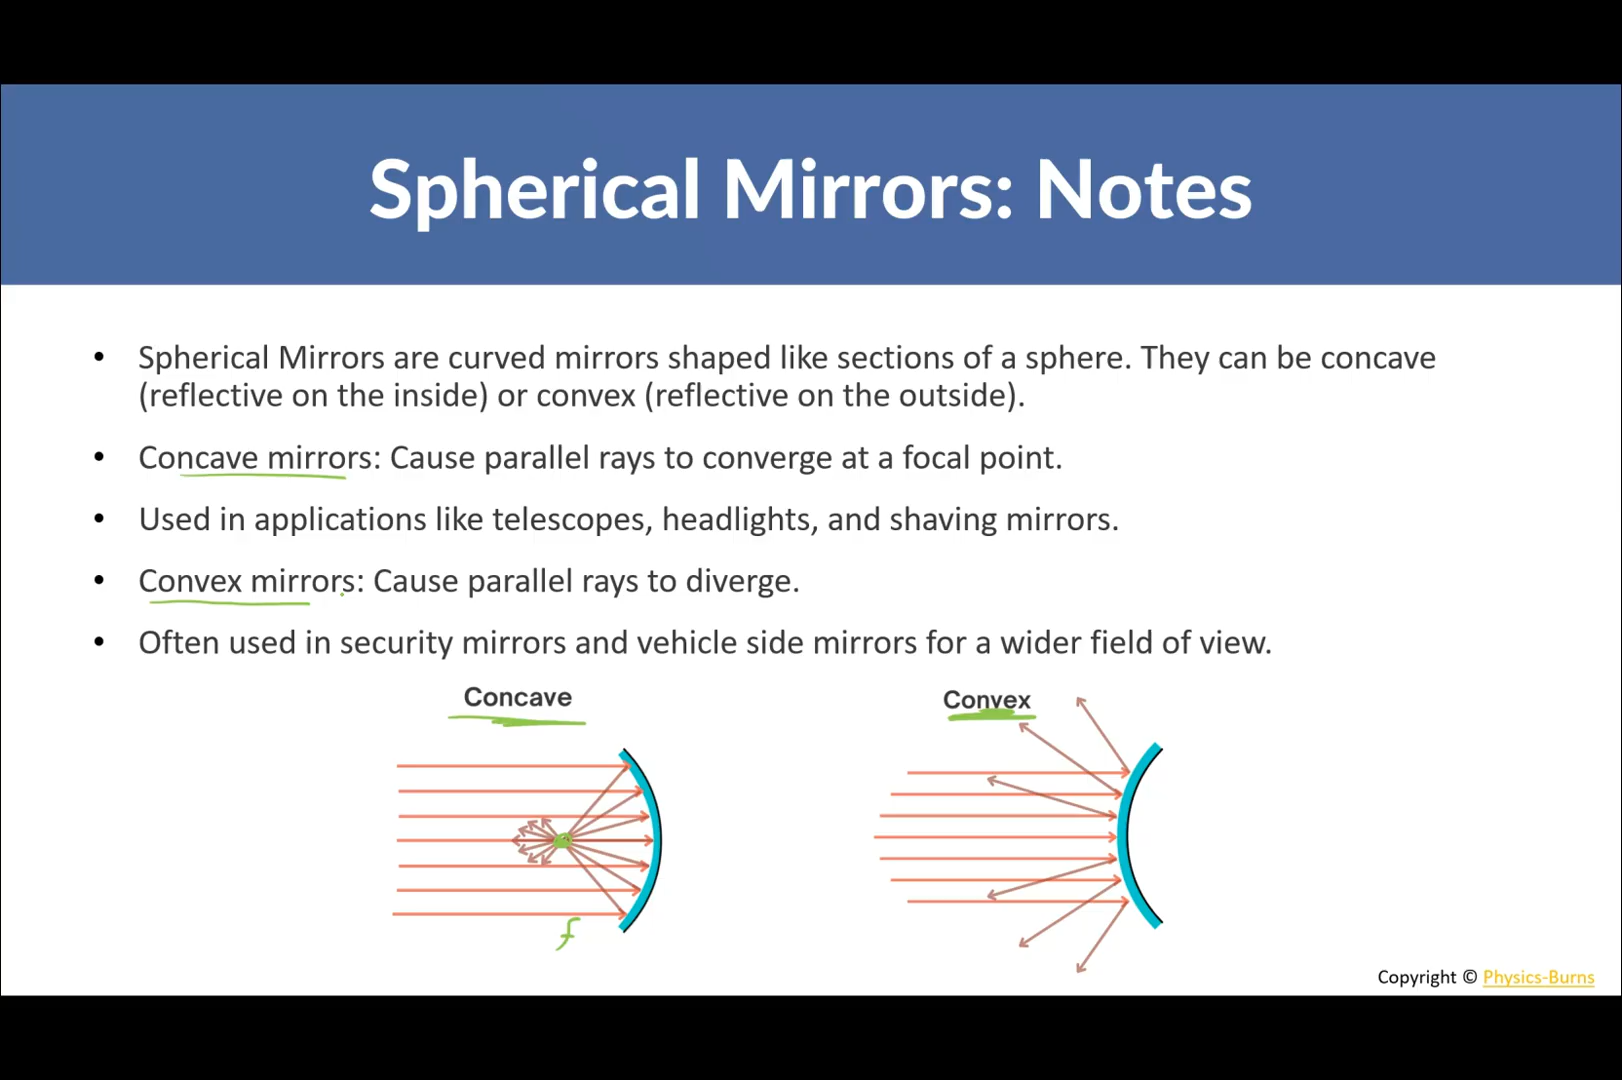 Spherical Mirrors: Notes
• Spherical Mirrors are curved mirrors shaped like sections of a sphere. They can be concave
(reflective on the inside) or convex (reflective on the outside).
• Concave mirrors: Cause parallel rays to converge at a focal point.
• Used in applications like telescopes, headlights, and shaving mirrors.
• Convex mirrors: Cause parallel rays to diverge.
• Often used in security mirrors and vehicle side mirrors for a wider field of view.
Concave
Convex
f
Copyright © Physics-Burns